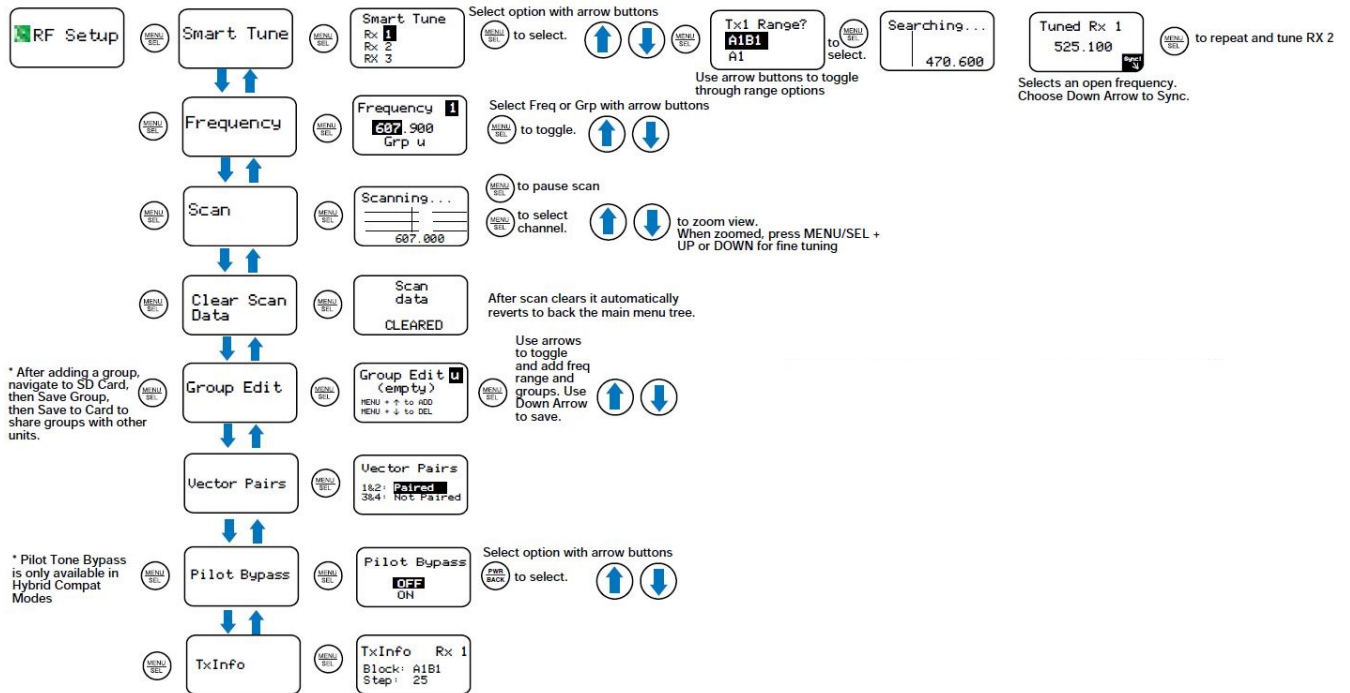 RF Setup
MENU
SEL
Smart Tune
MENU
SEL
Smart Tune
Rx 1
Rx 2
RX 3
Select option with arrow buttons
MENU
SEL
to select.
MENU
SEL
Tx1 Range?
A1B1
A1
to
select.
MENU
SEL
Use arrow buttons to toggle
through range options
Searching...
470.600
Tuned Rx 1
525.100
Sync!
Selects an open frequency.
Choose Down Arrow to Sync.
MENU
SEL
to repeat and tune RX 2
MENU
SEL
Frequency
MENU
SEL
Frequency 1
607.900
Grp u
Select Freq or Grp with arrow buttons
MENU
SEL
to toggle.
MENU
SEL
Scan
MENU
SEL
Scanning...
607.000
MENU
SEL
to pause scan
MENU
SEL
to select
channel.
to zoom view.
When zoomed, press MENU/SEL +
UP or DOWN for fine tuning
MENU
SEL
Clear Scan
Data
MENU
SEL
Scan
data
CLEARED
After scan clears it automatically
reverts to back the main menu tree.
* After adding a group,
navigate to SD Card,
then Save Group,
then Save to Card to
share groups with other
units.
MENU
SEL
Group Edit
MENU
SEL
Group Edit u
(empty)
MENU + ↑ to ADD
MENU + ↓ to DEL
MENU
SEL
Use arrows
to toggle
and add freq
range and
groups. Use
Down Arrow
to save.
Vector Pairs
MENU
SEL
Vector Pairs
1&2: Paired
3&4: Not Paired
* Pilot Tone Bypass
is only available in
Hybrid Compat
Modes
MENU
SEL
Pilot Bypass
MENU
SEL
Pilot Bypass
OFF
ON
Select option with arrow buttons
PWR
BACK
to select.
MENU
SEL
TxInfo
MENU
SEL
TxInfo Rx 1
Block: A1B1
Step: 25